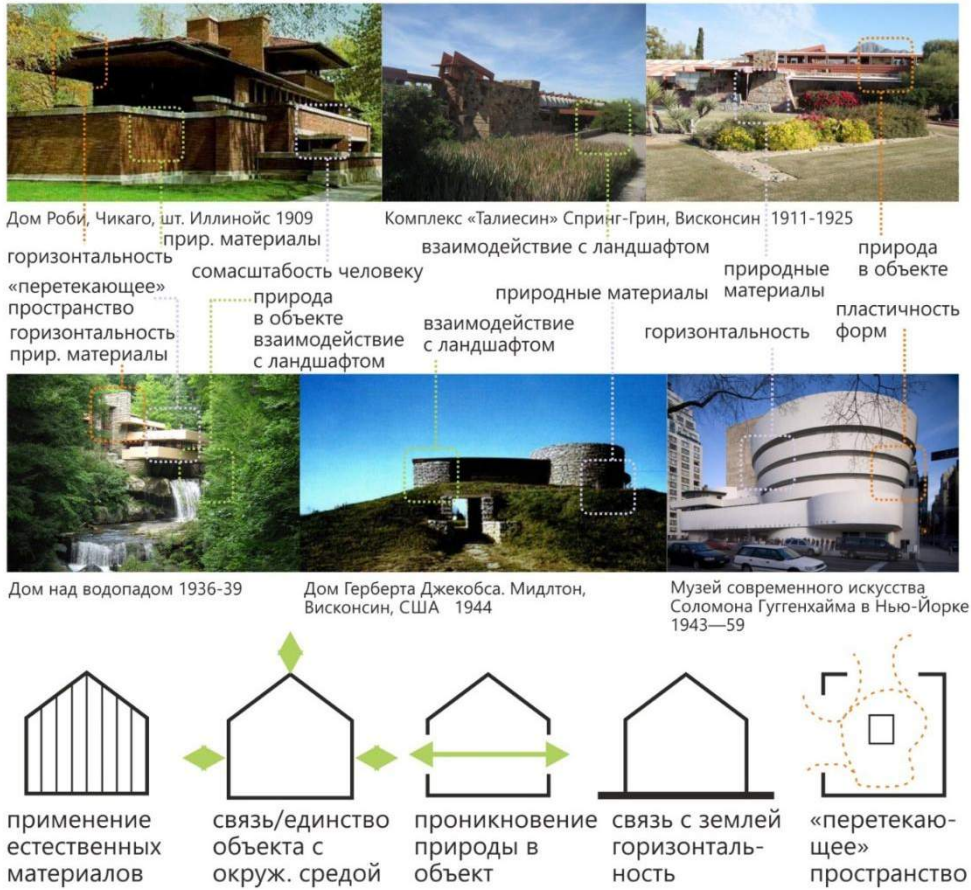 Дом Роби, Чикаго, шт. Иллинойс 1909
Комплекс «Талиесин» Спринг-Грин, Висконсин 1911-1925
прир. материалы
горизонтальность
сомасштабость человеку
взаимодействие с ландшафтом
природные
материалы
природа
в объекте
«перетекающее»
пространство
горизонтальность
прир. материалы
природа
в объекте
взаимодействие
с ландшафтом
взаимодействие
с ландшафтом
природные материалы
горизонтальность
пластичность
форм
Дом над водопадом 1936-39
Дом Герберта Джекобса. Мидлтон,
Висконсин, США 1944
Музей современного искусства
Соломона Гуггенхайма в Нью-Йорке
1943—59
применение
естественных
материалов
связь/единство
объекта с
окруж. средой
проникновение
природы в
объект
связь с землей
горизонталь-
ность
«перетекаю-
щее»
пространство